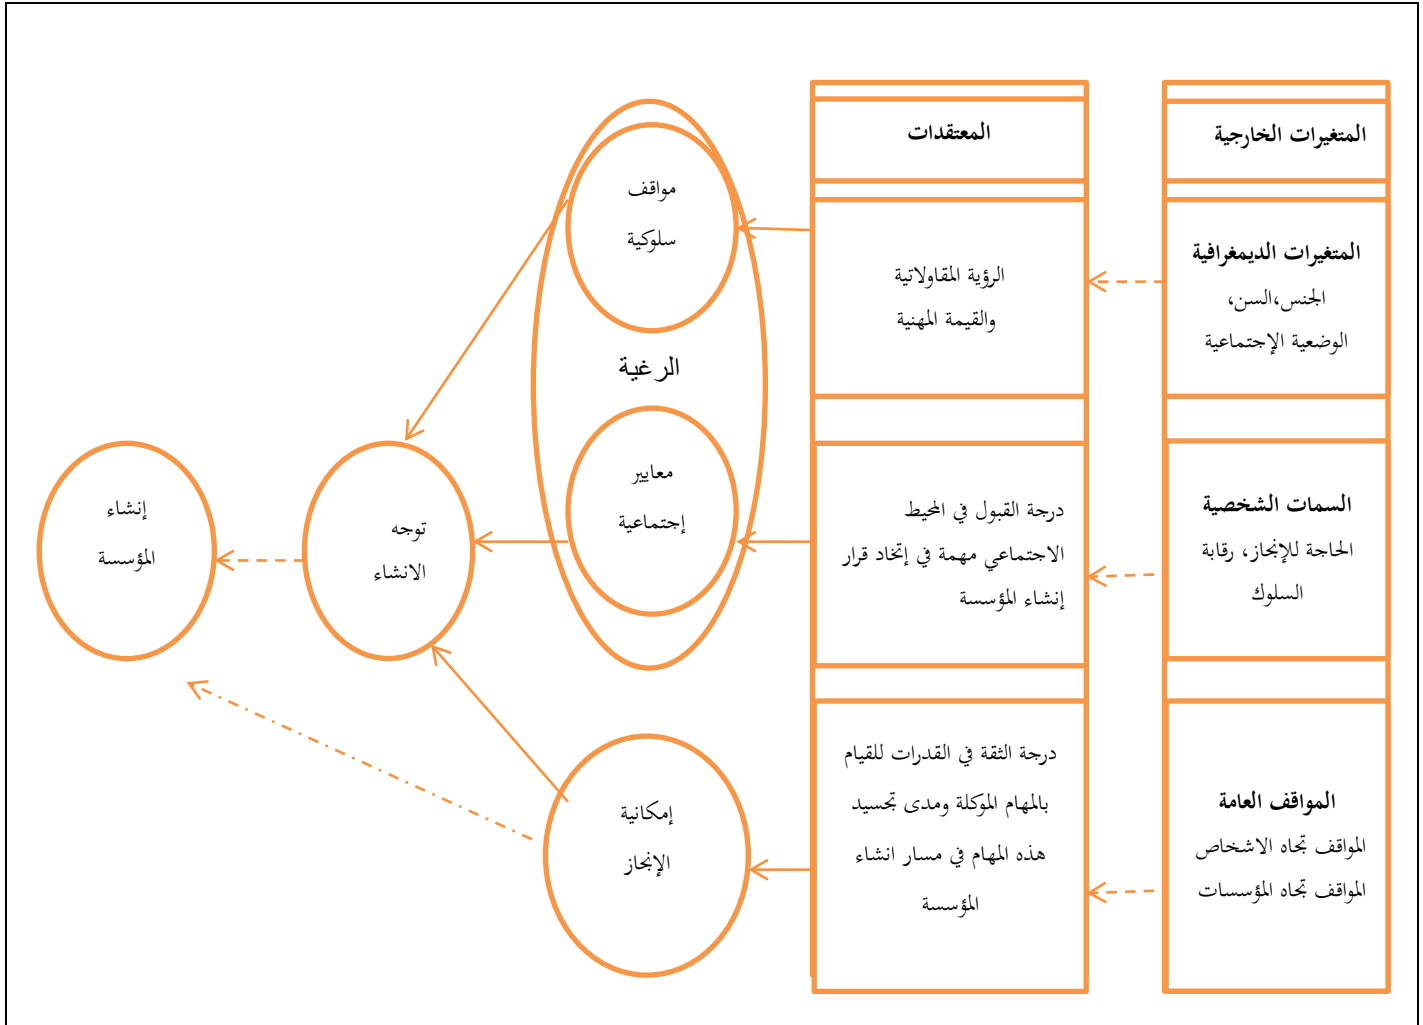 المتغيرات الخارجية
المتغيرات الديمغرافية
الجنس،السن،
الوضعية الإجتماعية
السمات الشخصية
الحاجة للإنجاز، رقابة
السلوك
المواقف العامة
المواقف تجاه الاشخاص
المواقف تجاه المؤسسات
المعتقدات
الرؤية المقاولاتية
والقيمة المهنية
درجة القبول في المحيط
الاجتماعي مهمة في إتخاد قرار
إنشاء المؤسسة
درجة الثقة في القدرات للقيام
بالمهام الموكلة ومدى تجسيد
هذه المهام في مسار انشاء
المؤسسة
مواقف
سلوكية
الرغبة
معايير
إجتماعية
إمكانية
الإنجاز
توجه
الانشاء
إنشاء
المؤسسة